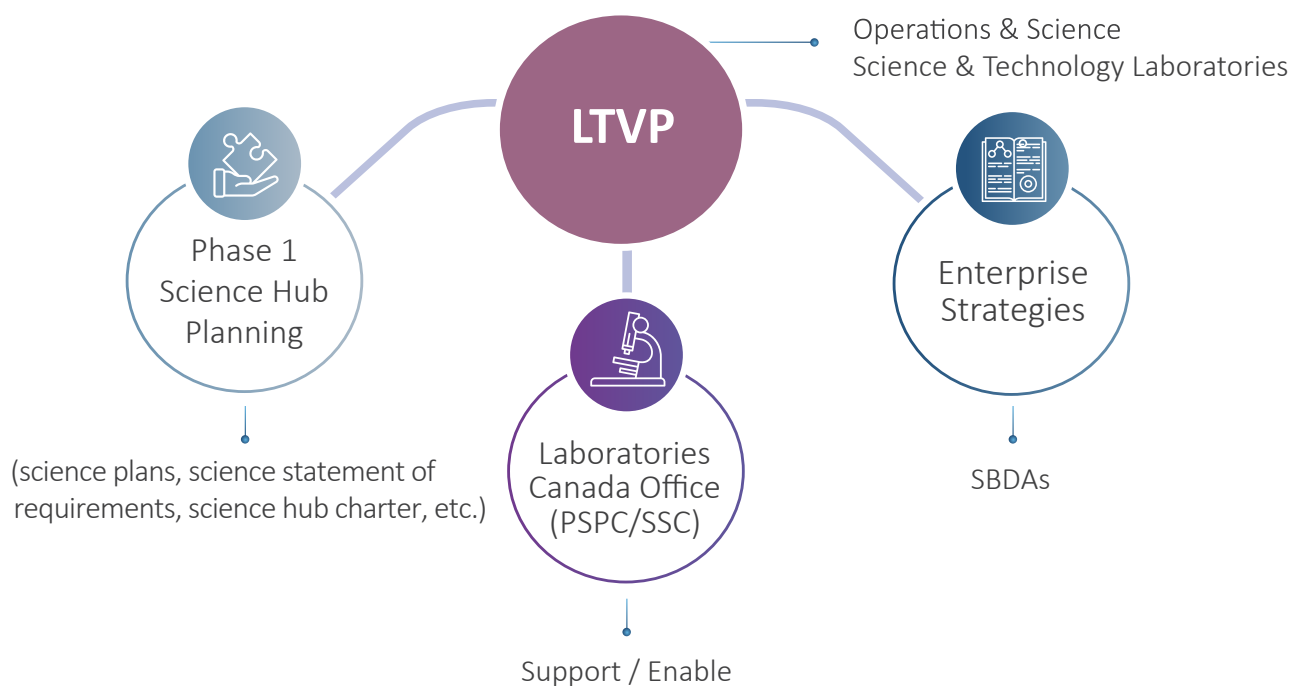 Operations & Science
Science & Technology Laboratories
LTVP
Phase 1
Science Hub
Planning
(science plans, science statement of
requirements, science hub charter, etc.)
Laboratories
Canada Office
(PSPC/SSC)
Support / Enable
Enterprise
Strategies
SBDAs